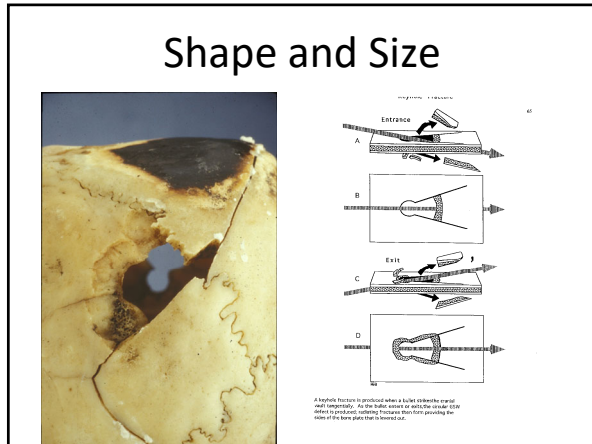 Shape and Size
Keyhole Fracture
65
Entrance
A
B
Exit
,
C
D
A keyhole fracture is produced when a bullet strikes the cranial
vault tangentially. As the bullet enters or exits, the circular GSW
defect is produced; radiating fractures then form providing the
sides of the bone plate that is levered out.